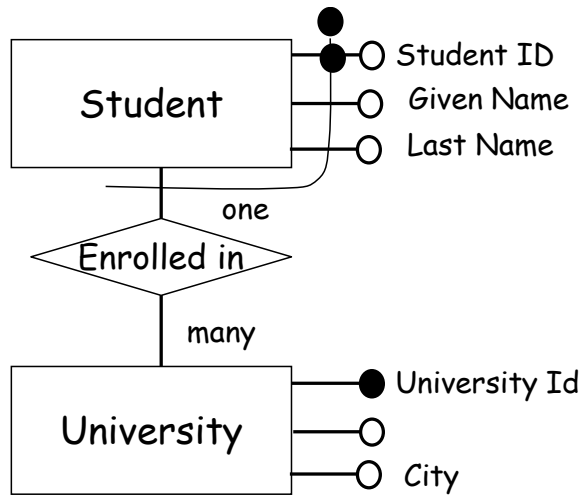 Student ID
Student
Given Name
Last Name
one
Enrolled in
many
University Id
University
City